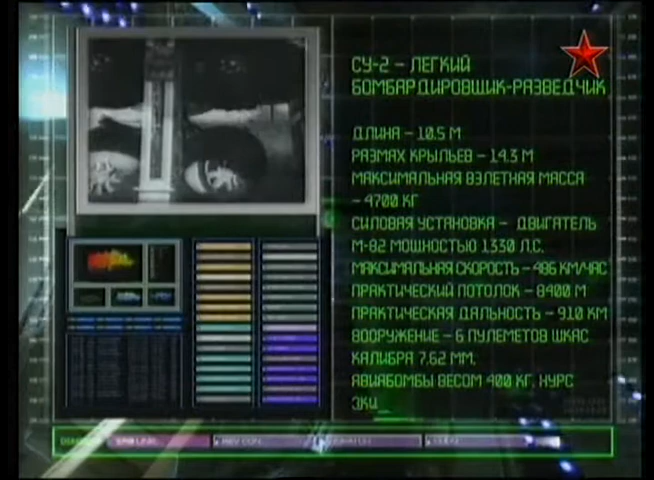 СУ-2 – ЛЕГКИЙ
БОМБАРДИРОВЩИК-РАЗВЕДЧИК
ДЛИНА – 10.5 М
РАЗМАХ КРЫЛЬЕВ – 14.3 М
МАКСИМАЛЬНАЯ ВЗЛЕТНАЯ МАССА
– 4700 КГ
СИЛОВАЯ УСТАНОВКА – ДВИГАТЕЛЬ
М-82 МОЩНОСТЬЮ 1330 Л.С.
МАКСИМАЛЬНАЯ СКОРОСТЬ – 486 КМ/ЧАС
ПРАКТИЧЕСКИЙ ПОТОЛОК – 8400 М
ПРАКТИЧЕСКАЯ ДАЛЬНОСТЬ – 910 КМ
ВООРУЖЕНИЕ – 6 ПУЛЕМЕТОВ ШКАС
КАЛИБРА 7,62 ММ,
АВИАБОМБЫ ВЕСОМ 400 КГ, НУРС
ЭКИ_